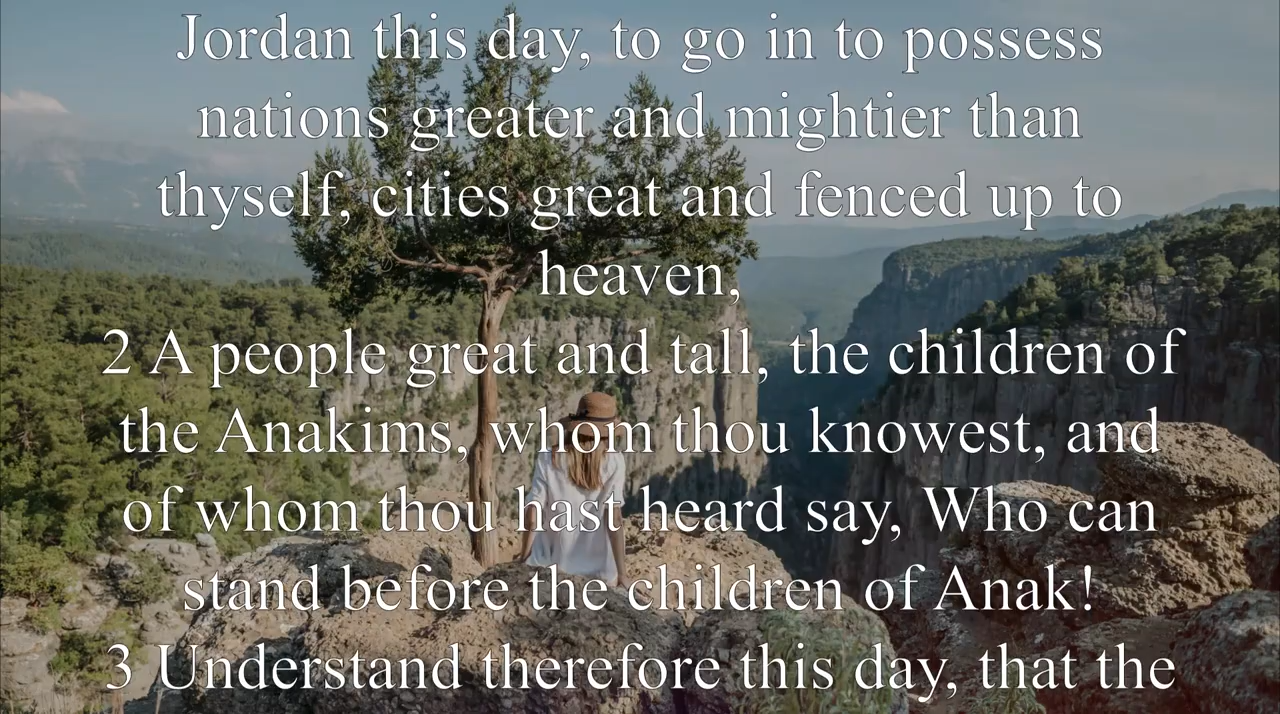 Jordan this day, to go in to possess
nations greater and mightier than
thyself, cities great and fenced up to
heaven,
2 A people great and tall, the children of
the Anakims, whom thou knowest, and
of whom thou hast heard say, Who can
stand before the children of Anak!
3 Understand therefore this day, that the